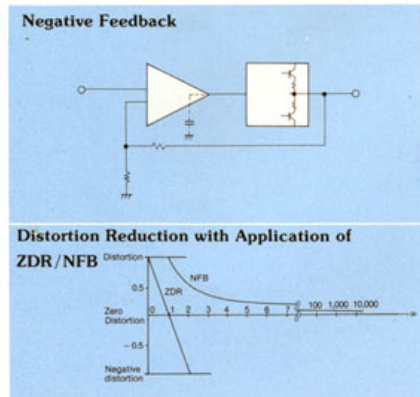 Negative Feedback
Distortion Reduction with Application of
ZDR/NFB
Distortion
NFB
0.5
ZDR
Zero
Distortion
0 1 2 3 4 5 6 7 100 1,000 10,000
-0.5
Negative
distortion